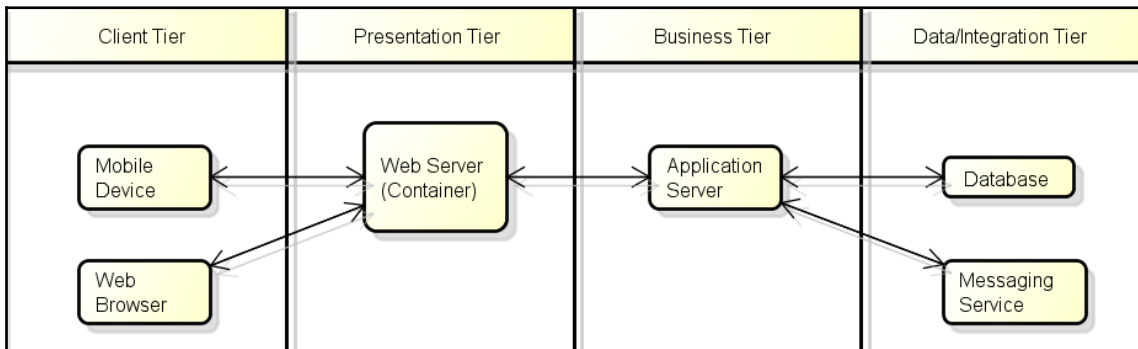 Client Tier
Presentation Tier
Business Tier
Data/Integration Tier
Mobile
Device
Web Server
(Container)
Application
Server
Database
Web
Browser
Messaging
Service